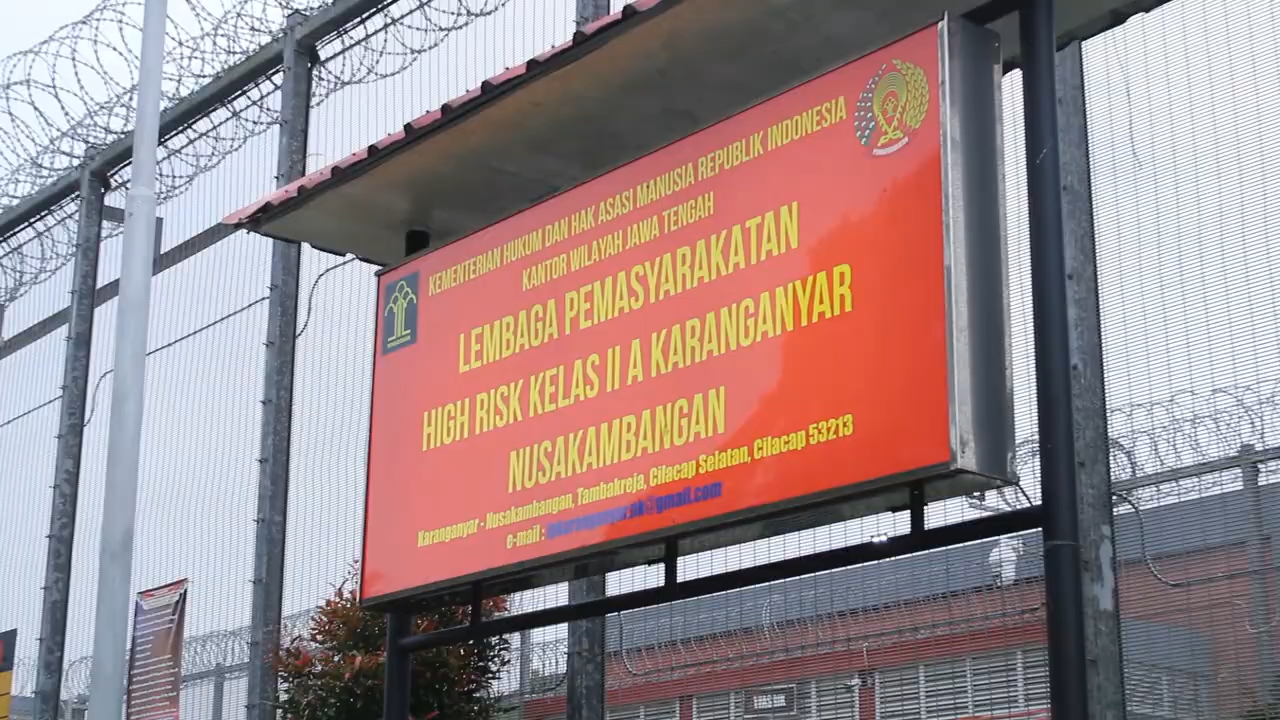 KEMENTERIAN HUKUM DAN HAK ASASI MANUSIA REPUBLIK INDONESIA
KANTOR WILAYAH JAWA TENGAH
LEMBAGA PEMASYARAKATAN
HIGH RISK KELAS II A KARANGANYAR
NUSAKAMBANGAN
Karanganyar - Nusakambangan, Tambakreja, Cilacap Selatan, Cilacap 53213
e-mail :